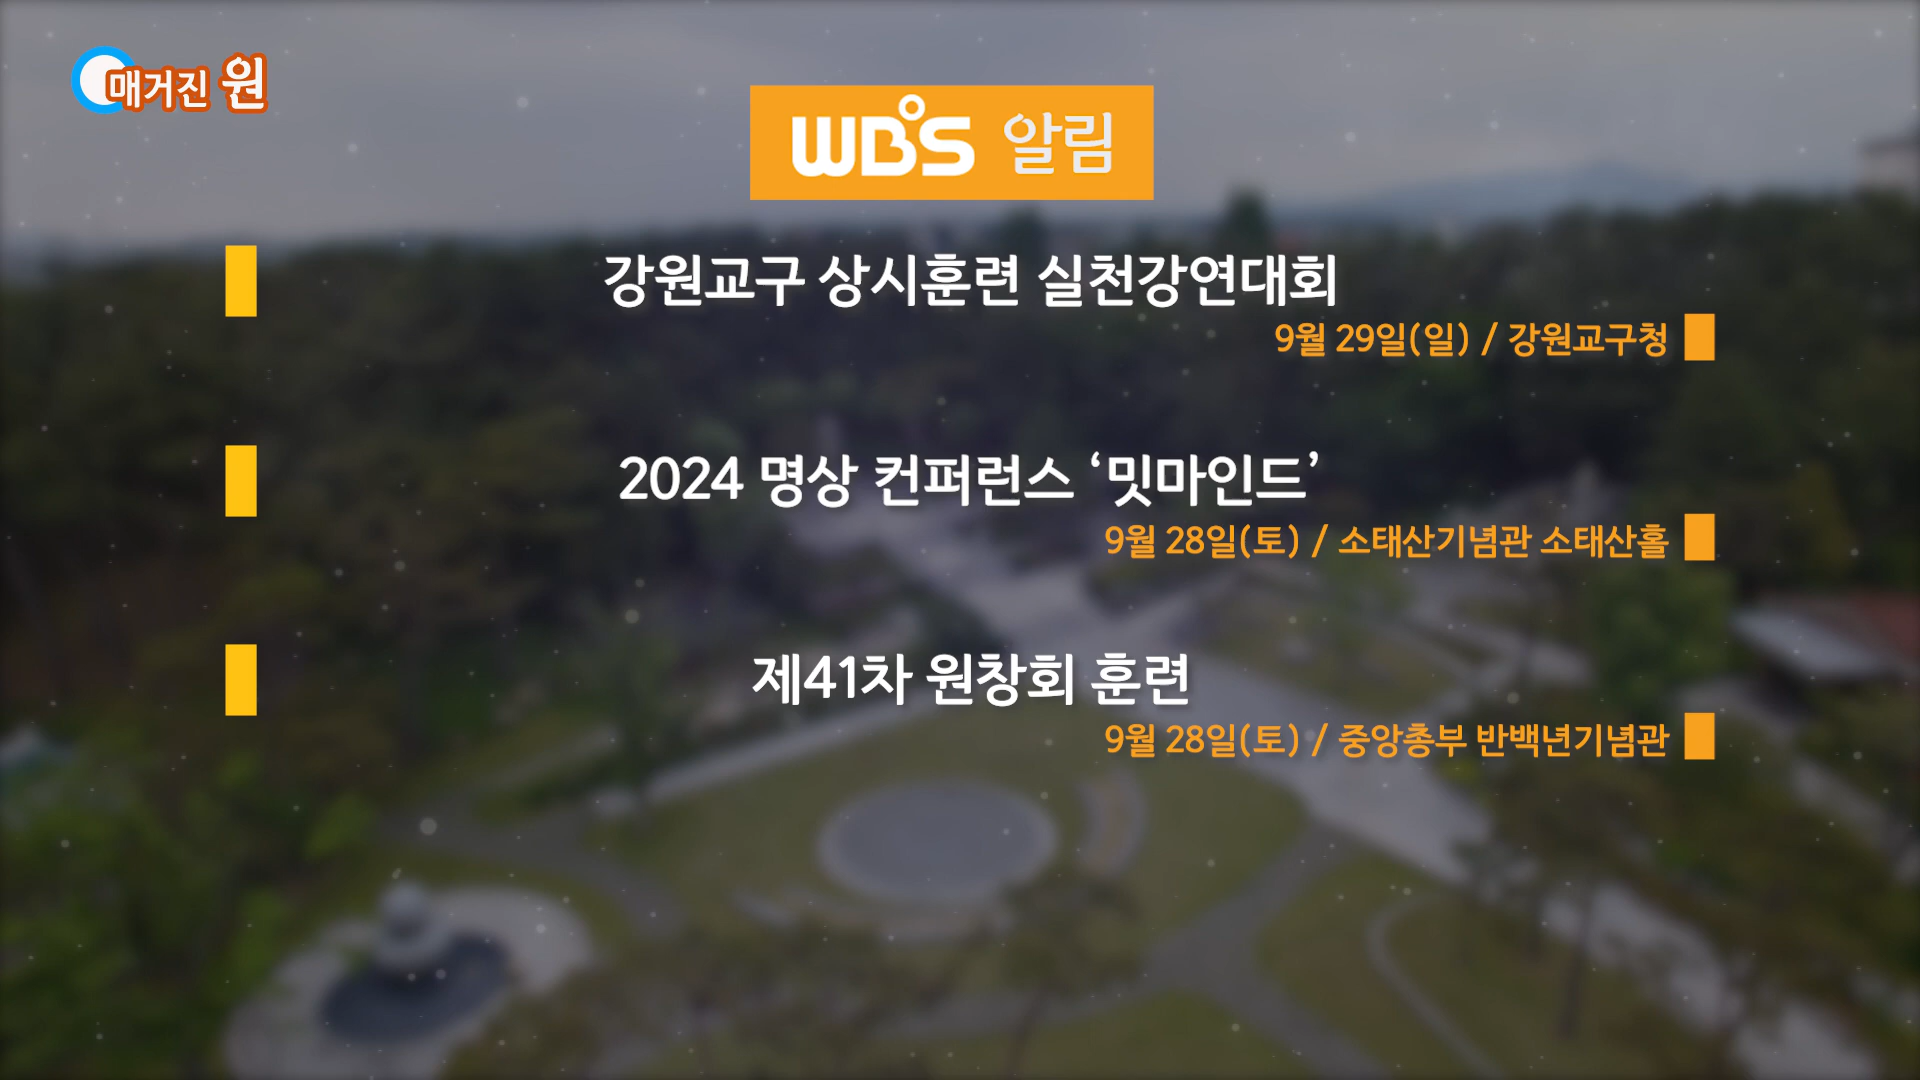 매거진 원
WBS 알림
강원교구 상시훈련 실천강연대회
9월 29일(일) / 강원교구청
2024 명상 컨퍼런스 ‘밋마인드’
9월 28일(토) / 소태산기념관 소태산홀
제41차 원창회 훈련
9월 28일(토) / 중앙총부 반백년기념관